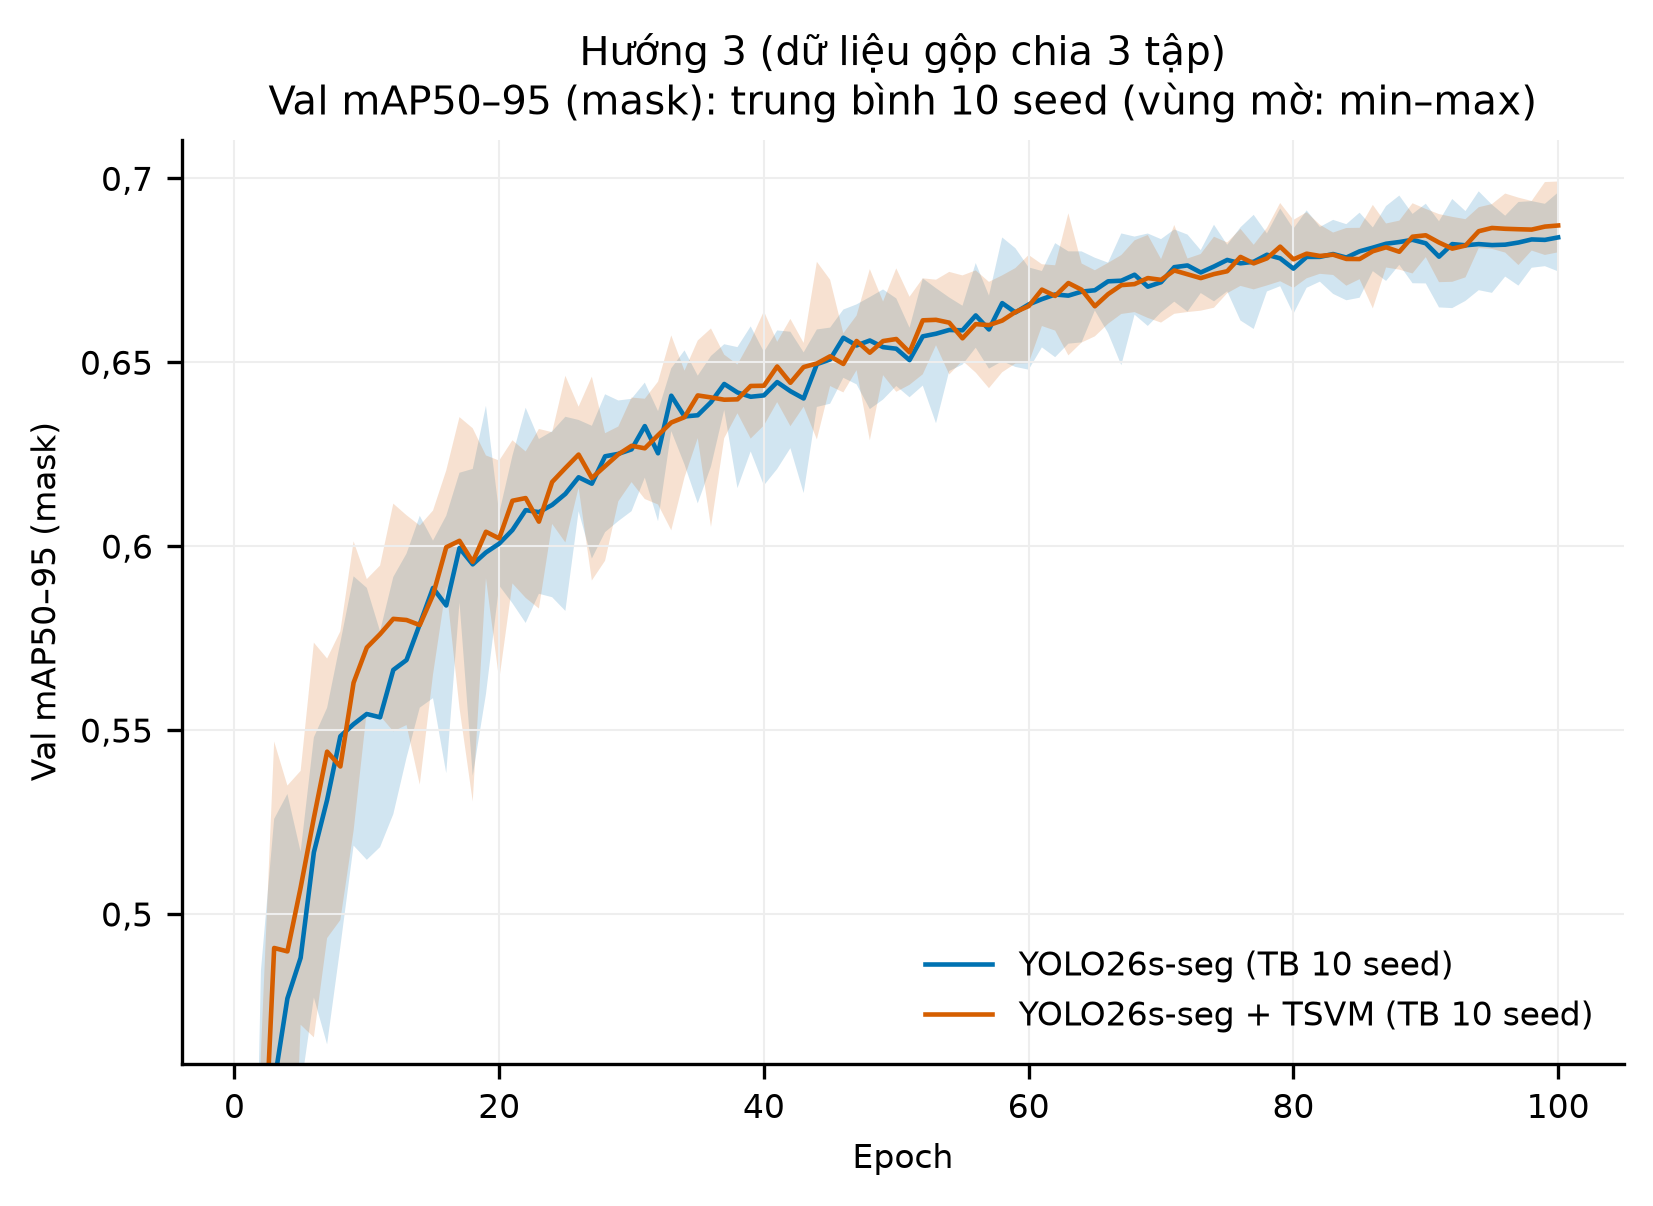 Hướng 3 (dữ liệu gộp chia 3 tập)
Val mAP50–95 (mask): trung bình 10 seed (vùng mờ: min–max)
Val mAP50–95 (mask)
0,7
0,65
0,6
0,55
0,5
YOLO26s-seg (TB 10 seed)
YOLO26s-seg + TSVM (TB 10 seed)
0 20 40 60 80 100
Epoch